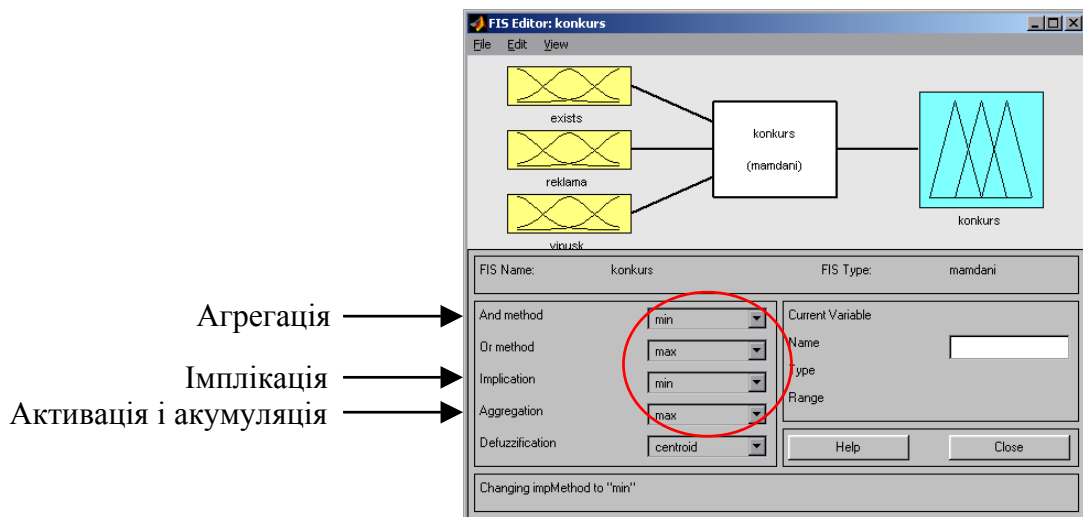 FIS Editor: konkurs
File Edit View
exists
reklama
vipusk
konkurs
(mamdani)
konkurs
FIS Name: konkurs FIS Type: mamdani
Агрегація
Імплікація
Активація і акумуляція
And method min
Or method max
Implication min
Aggregation max
Defuzzification centroid
Current Variable
Name
Type
Range
Help Close
Changing impMethod to "min"